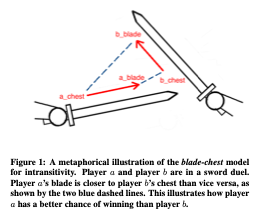 b_blade
a_blade
b_chest
a_chest
Figure 1: A metaphorical illustration of the blade-chest model
for intransitivity. Player a and player b are in a sword duel.
Player a's blade is closer to player b's chest than vice versa, as
shown by the two blue dashed lines. This illustrates how player
a has a better chance of winning than player b.